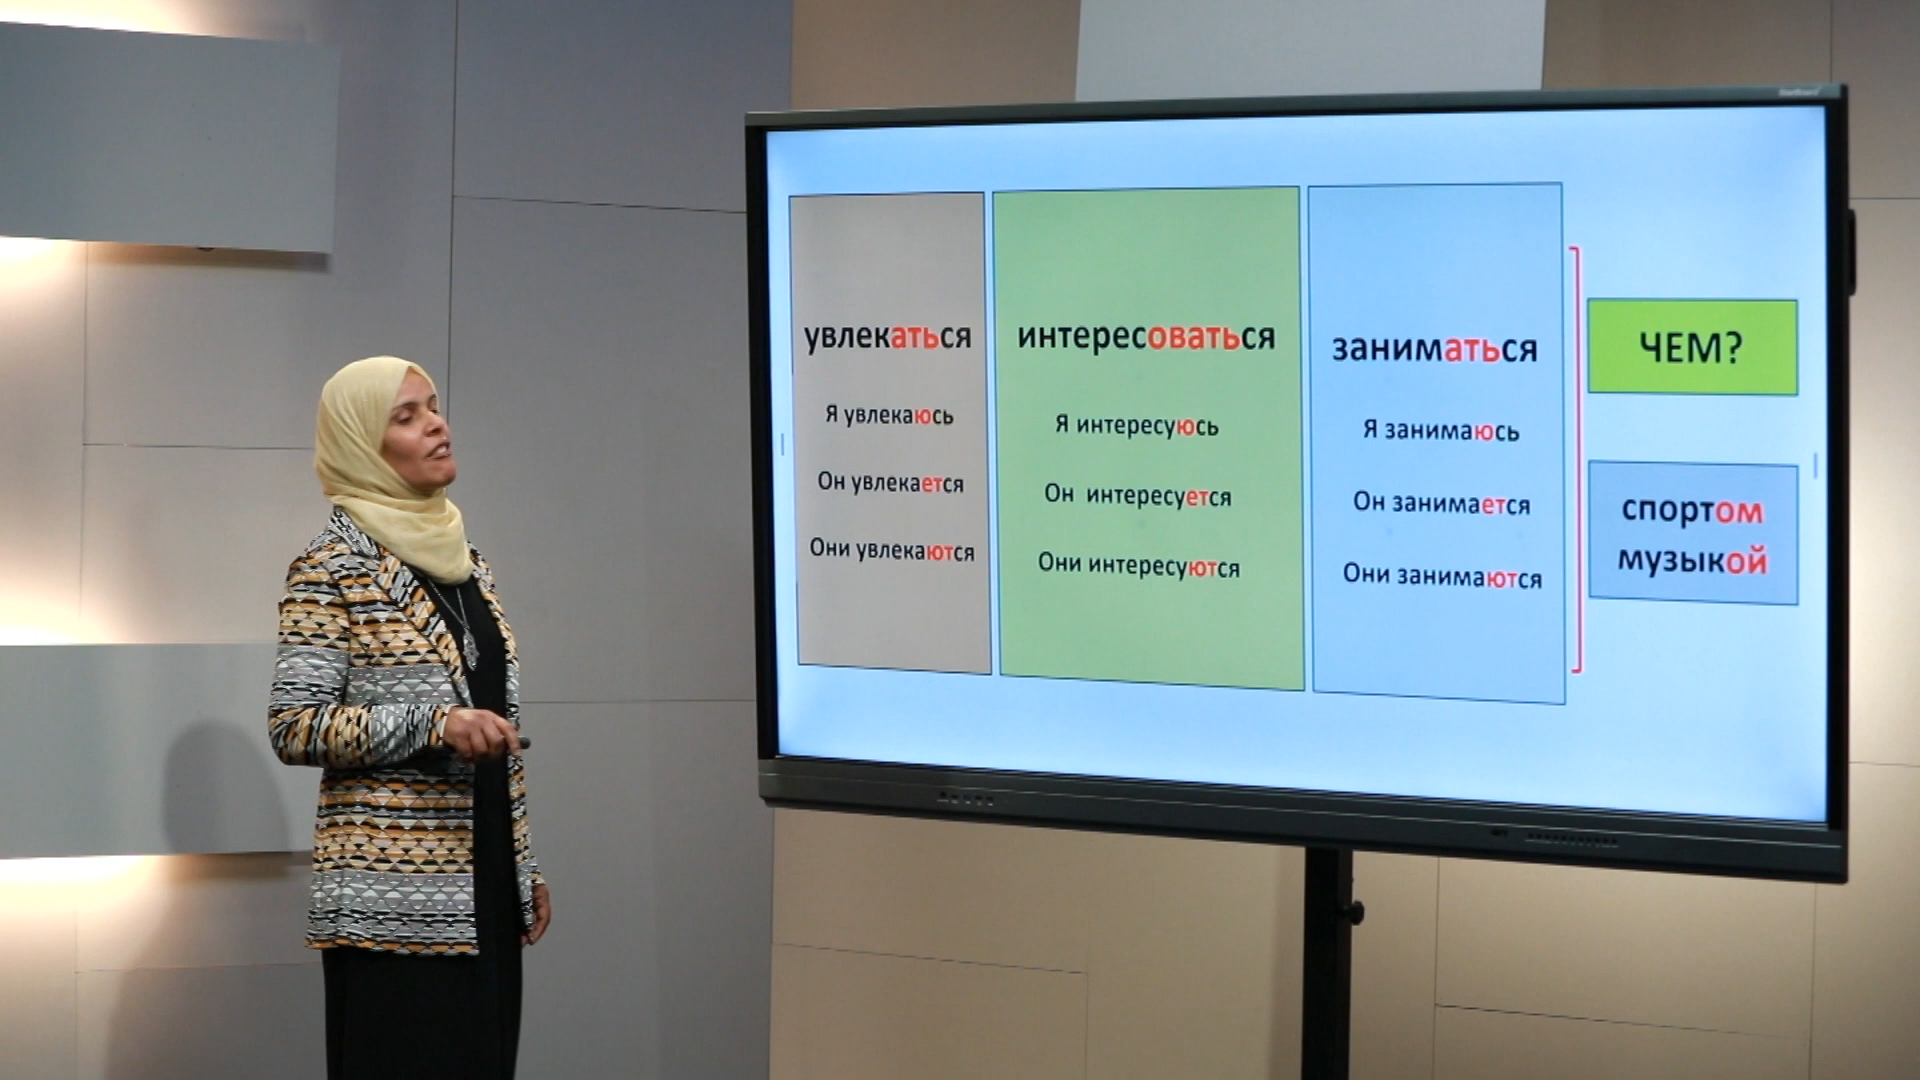 увлекаться
Я увлекаюсь
Он увлекается
Они увлекаются
интересоваться
Я интересуюсь
Он интересуется
Они интересуются
заниматься
Я занимаюсь
Он занимается
Они занимаются
ЧЕМ?
спортом
музыкой